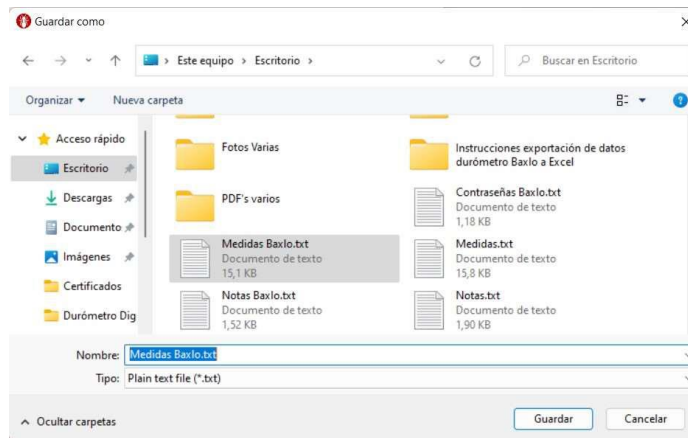 Guardar como
Este equipo > Escritorio >
Buscar en Escritorio
Organizar
Nueva carpeta
Acceso rápido
Escritorio
Descargas
Documento
Imágenes
Certificados
Durómetro Dig
Fotos Varias
Instrucciones exportación de datos
durómetro Baxlo a Excel
PDF's varios
Contraseñas Baxlo.txt
Documento de texto
1,18 KB
Medidas Baxlo.txt
Documento de texto
15,1 KB
Medidas.txt
Documento de texto
15,8 KB
Notas Baxlo.txt
Documento de texto
1,52 KB
Notas.txt
Documento de texto
1,90 KB
Nombre: Medidas Baxlo.txt
Tipo: Plain text file (*.txt)
Ocultar carpetas
Guardar
Cancelar